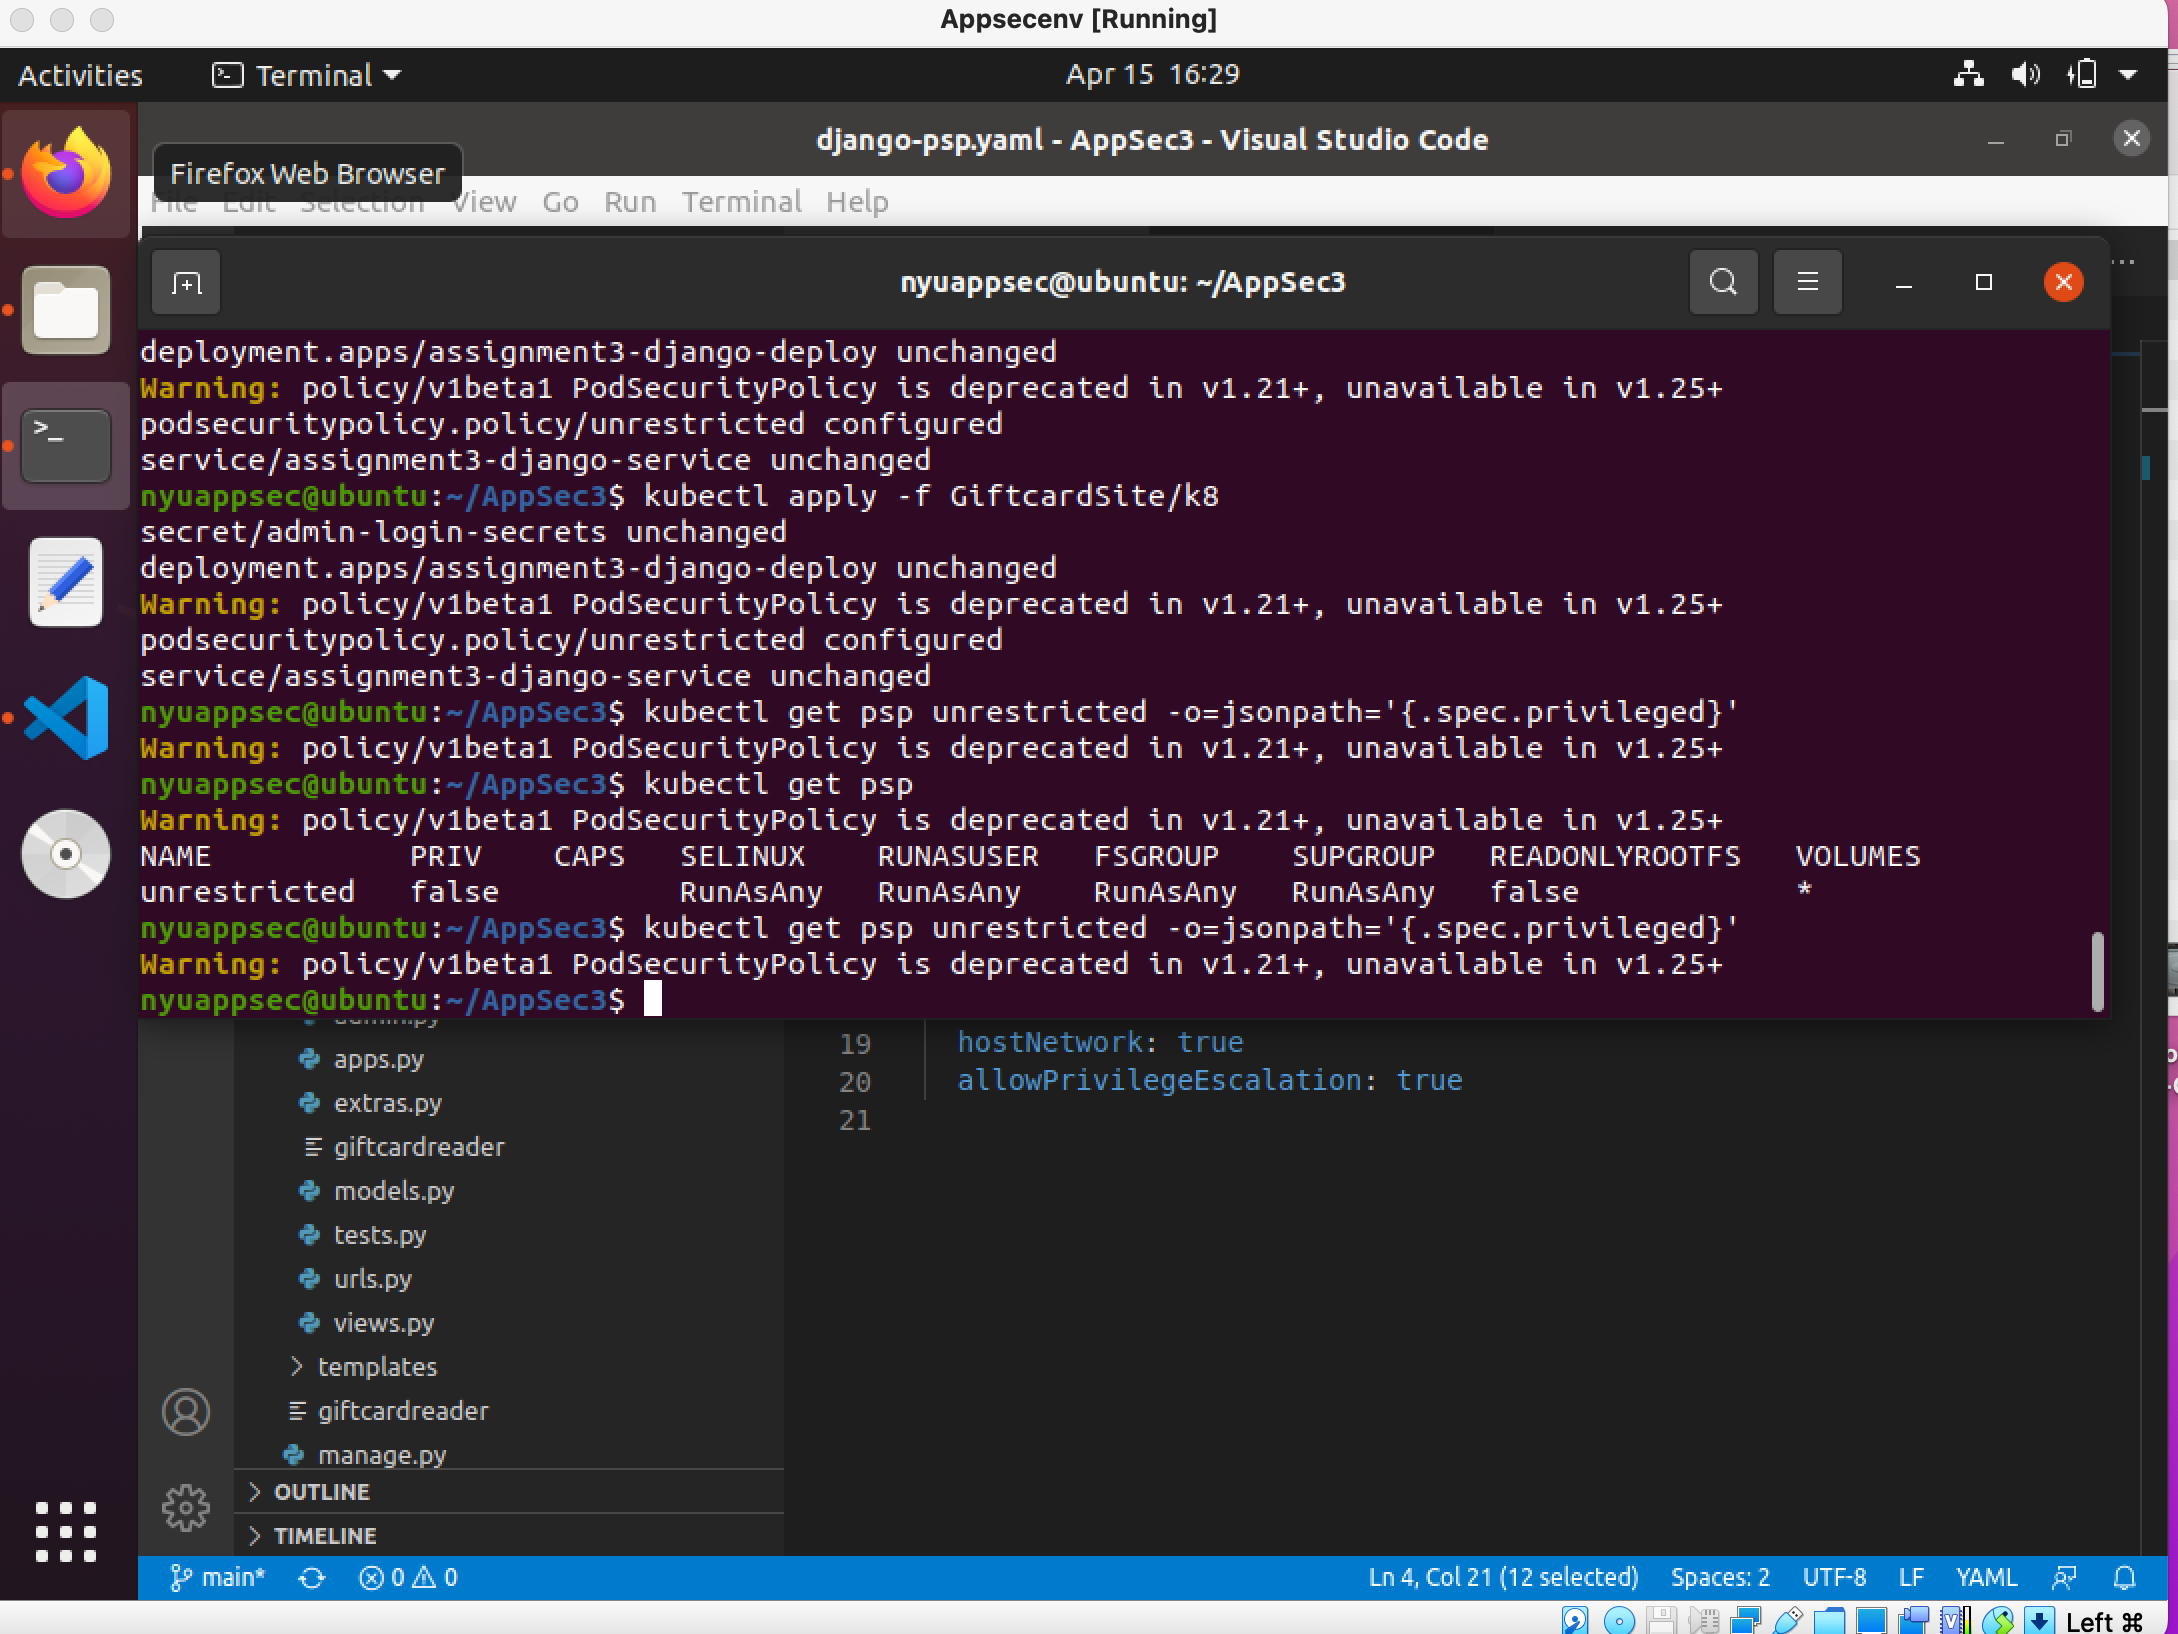 Appsecenv [Running]
Activities
Terminal
Apr 15 16:29
django-psp.yaml - AppSec3 - Visual Studio Code
Firefox Web Browser
File Edit Selection View Go Run Terminal Help
nyuappsec@ubuntu: ~/AppSec3
deployment.apps/assignment3-django-deploy unchanged
Warning: policy/v1beta1 PodSecurityPolicy is deprecated in v1.21+, unavailable in v1.25+
podsecuritypolicy.policy/unrestricted configured
service/assignment3-django-service unchanged
nyuappsec@ubuntu:~/AppSec3$ kubectl apply -f GiftcardSite/k8
secret/admin-login-secrets unchanged
deployment.apps/assignment3-django-deploy unchanged
Warning: policy/v1beta1 PodSecurityPolicy is deprecated in v1.21+, unavailable in v1.25+
podsecuritypolicy.policy/unrestricted configured
service/assignment3-django-service unchanged
nyuappsec@ubuntu:~/AppSec3$ kubectl get psp unrestricted -o=jsonpath='{.spec.privileged}'
Warning: policy/v1beta1 PodSecurityPolicy is deprecated in v1.21+, unavailable in v1.25+
nyuappsec@ubuntu:~/AppSec3$ kubectl get psp
Warning: policy/v1beta1 PodSecurityPolicy is deprecated in v1.21+, unavailable in v1.25+
NAME PRIV CAPS SELINUX RUNASUSER FSGROUP SUPGROUP READONLYROOTFS VOLUMES
unrestricted false RunAsAny RunAsAny RunAsAny RunAsAny false *
nyuappsec@ubuntu:~/AppSec3$ kubectl get psp unrestricted -o=jsonpath='{.spec.privileged}'
Warning: policy/v1beta1 PodSecurityPolicy is deprecated in v1.21+, unavailable in v1.25+
nyuappsec@ubuntu:~/AppSec3$
admin.py
apps.py
extras.py
giftcardreader
models.py
tests.py
urls.py
views.py
templates
giftcardreader
manage.py
OUTLINE
TIMELINE
19 hostNetwork: true
20 allowPrivilegeEscalation: true
21
main* 0 0
Ln 4, Col 21 (12 selected) Spaces: 2 UTF-8 LF YAML
Left ⌘